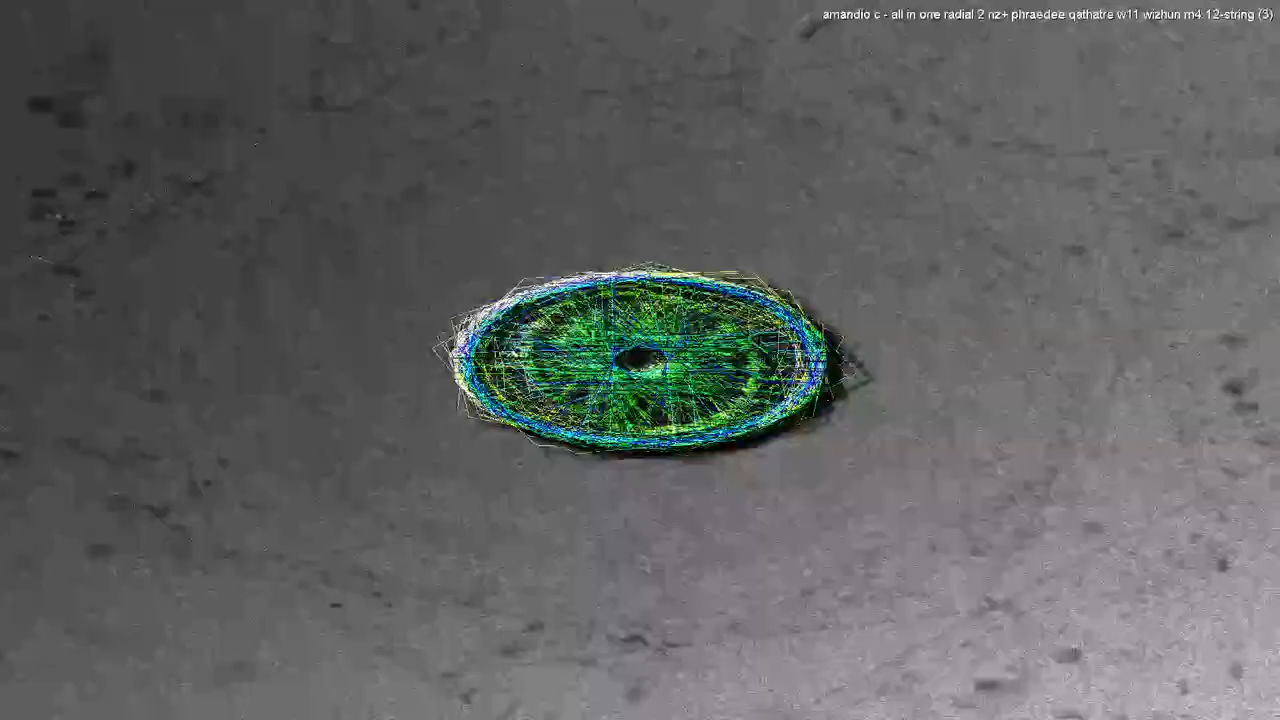 amandio c - all in one radial 2 nz+ phraedee qathatre w11 wizhun m4 12-string (3)